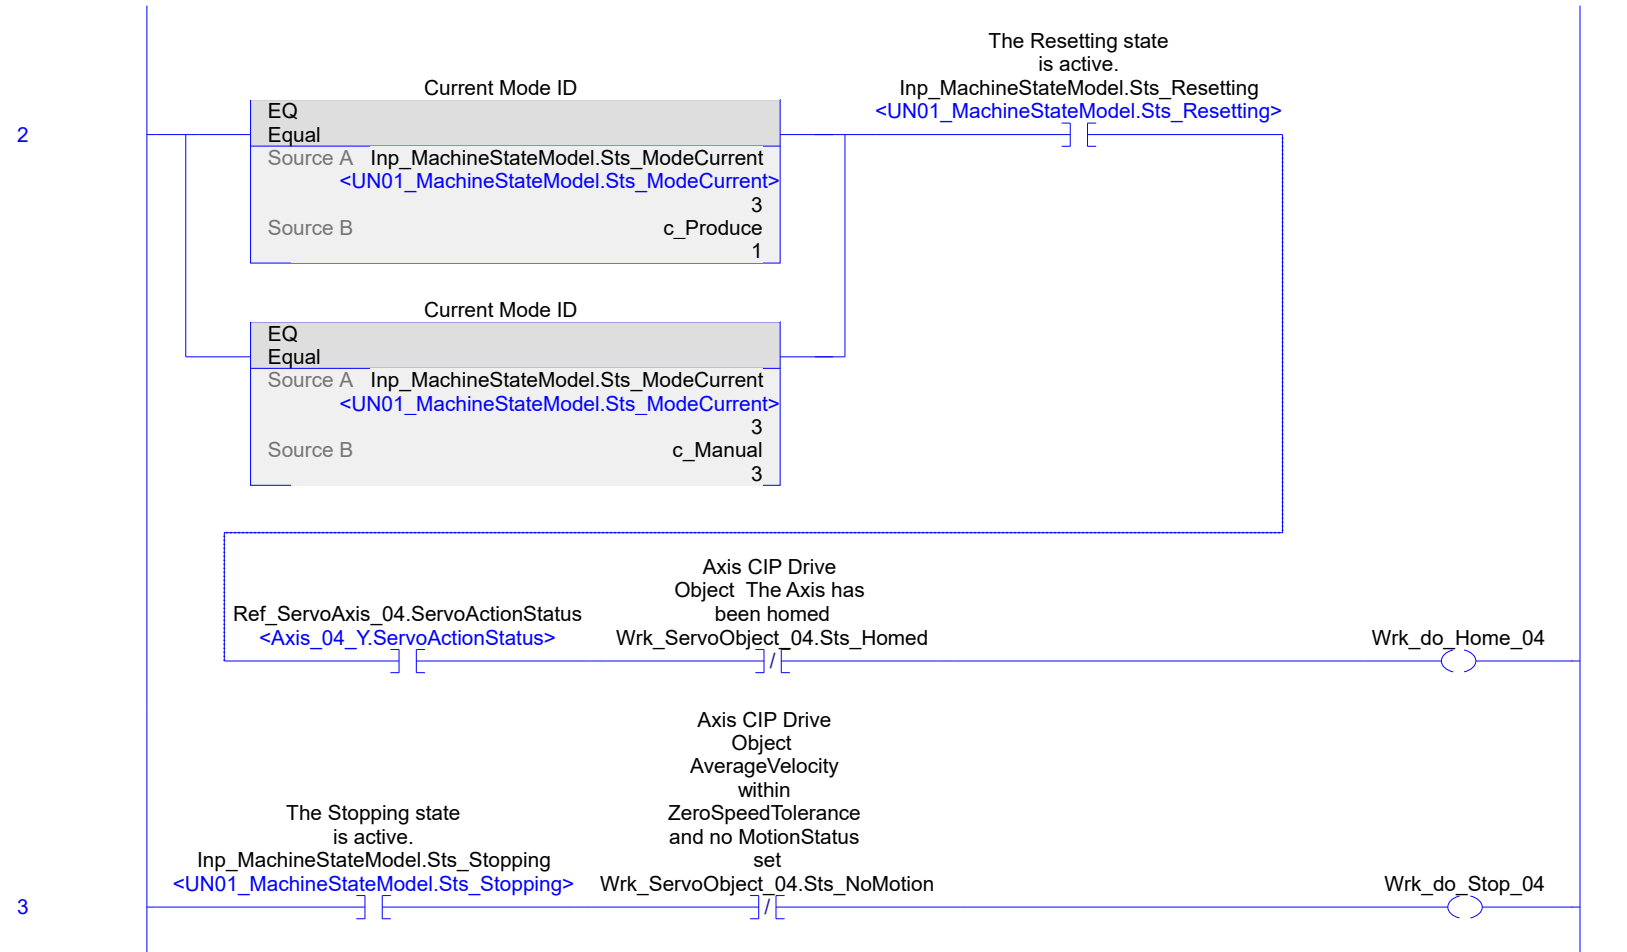 The Resetting state
is active.
Current Mode ID
Inp_MachineStateModel.Sts_Resetting
EQ
<UN01_MachineStateModel.Sts_Resetting>
2
Equal
Source A Inp_MachineStateModel.Sts_ModeCurrent
<UN01_MachineStateModel.Sts_ModeCurrent>
3
Source B c_Produce
1
Current Mode ID
EQ
Equal
Source A Inp_MachineStateModel.Sts_ModeCurrent
<UN01_MachineStateModel.Sts_ModeCurrent>
3
Source B c_Manual
3
Axis CIP Drive
Object The Axis has
been homed
Ref_ServoAxis_04.ServoActionStatus
<Axis_04_Y.ServoActionStatus>
Wrk_ServoObject_04.Sts_Homed
Wrk_do_Home_04
/
Axis CIP Drive
Object
AverageVelocity
within
ZeroSpeedTolerance
and no MotionStatus
set
The Stopping state
is active.
Inp_MachineStateModel.Sts_Stopping
<UN01_MachineStateModel.Sts_Stopping>
Wrk_ServoObject_04.Sts_NoMotion
Wrk_do_Stop_04
3
/